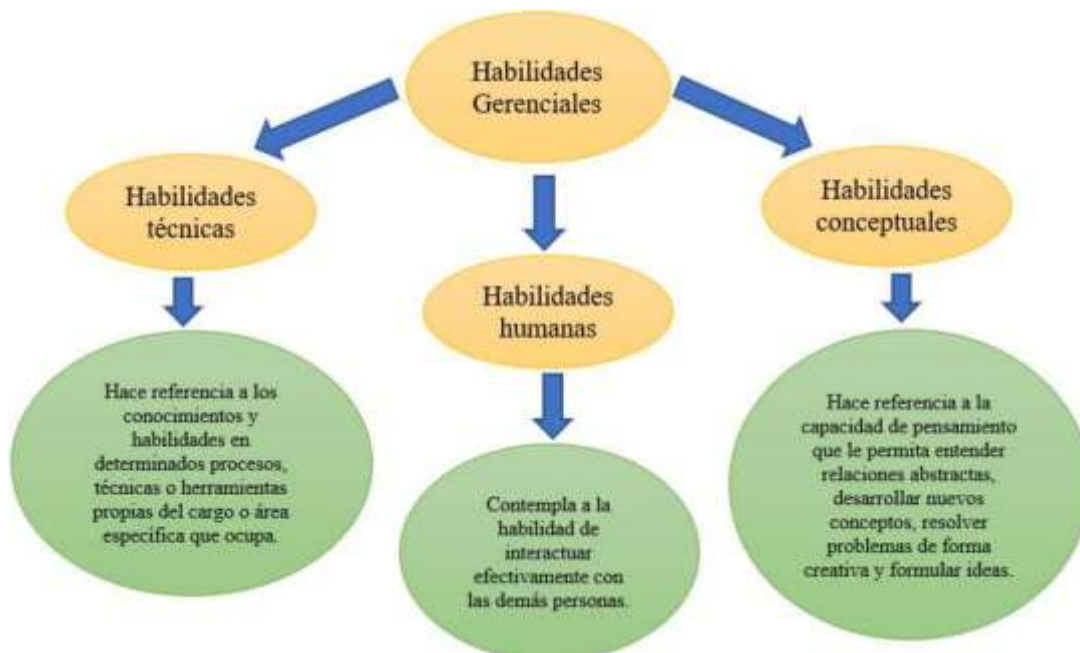 Habilidades
Gerenciales
Habilidades
técnicas
Habilidades
humanas
Habilidades
conceptuales
Hace referencia a los
conocimientos y
habilidades en
determinados procesos,
técnicas o herramientas
propias del cargo o área
específica que ocupa.
Contempla a la
habilidad de
interactuar
efectivamente con
las demás personas.
Hace referencia a la
capacidad de pensamiento
que le permita entender
relaciones abstractas,
desarrollar nuevos
conceptos, resolver
problemas de forma
creativa y formular ideas.